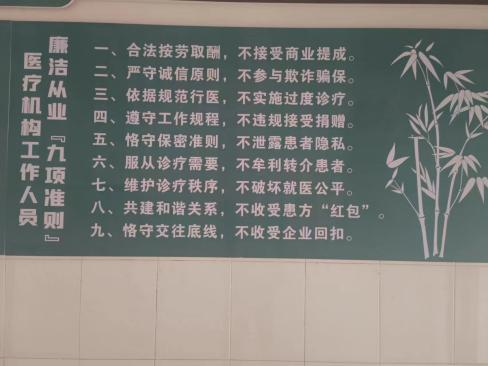 医疗机构工作人员
廉洁从业『九项准则』
一、合法按劳取酬，不接受商业提成。
二、严守诚信原则，不参与欺诈骗保。
三、依据规范行医，不实施过度诊疗。
四、遵守工作规程，不违规接受捐赠。
五、恪守保密准则，不泄露患者隐私。
六、服从诊疗需要，不牟利转介患者。
七、维护诊疗秩序，不破坏就医公平。
八、共建和谐关系，不收受患方“红包”。
九、恪守交往底线，不收受企业回扣。